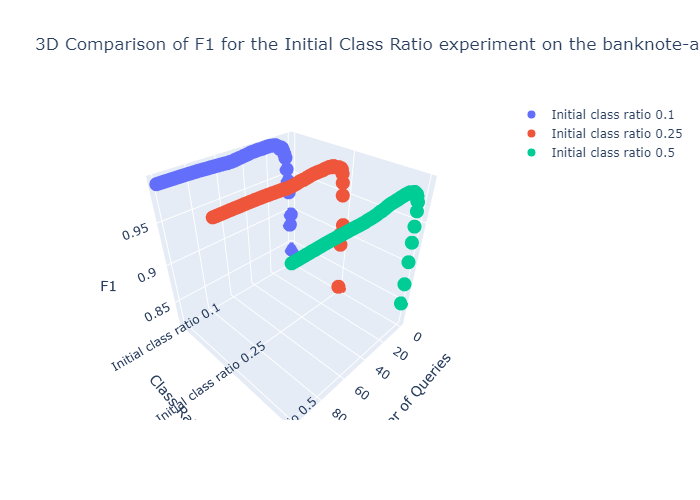 3D Comparison of F1 for the Initial Class Ratio experiment on the banknote-a
Initial class ratio 0.1
Initial class ratio 0.25
Initial class ratio 0.5
0.95
0.9
0.85
F1
Initial class ratio 0.1
Initial class ratio 0.25
0.5
Class
0
20
40
60
80
of Queries